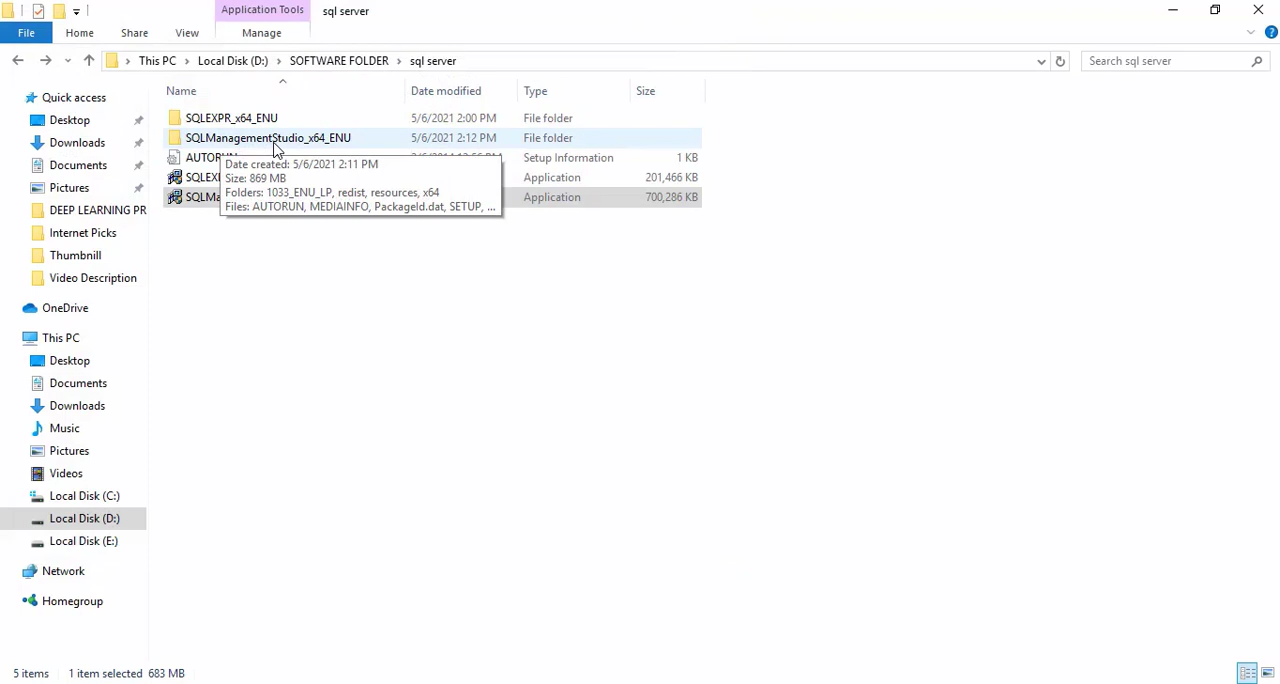 Application Tools
sql server
File
Home
Share
View
Manage
This PC
Local Disk (D:)
SOFTWARE FOLDER
sql server
Search sql server
Name
Date modified
Type
Size
SQLEXPR_x64_ENU
5/6/2021 2:00 PM
File folder
SQLManagementStudio_x64_ENU
5/6/2021 2:12 PM
File folder
Setup Information
1 KB
Application
201,466 KB
Application
700,286 KB
Date created: 5/6/2021 2:11 PM
Size: 869 MB
Folders: 1033_ENU_LP, redist, resources, x64
Files: AUTORUN, MEDIAINFO, PackageId.dat, SETUP, ...
Quick access
Desktop
Downloads
Documents
Pictures
DEEP LEARNING PR
Internet Picks
Thumbnill
Video Description
OneDrive
This PC
Desktop
Documents
Downloads
Music
Pictures
Videos
Local Disk (C:)
Local Disk (D:)
Local Disk (E:)
Network
Homegroup
5 items
1 item selected 683 MB